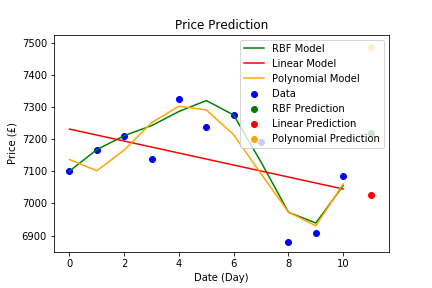 Price Prediction
7500
7400
7300
7200
7100
7000
6900
Price (£)
0
2
4
6
8
10
Date (Day)
RBF Model
Linear Model
Polynomial Model
Data
RBF Prediction
Linear Prediction
Polynomial Prediction